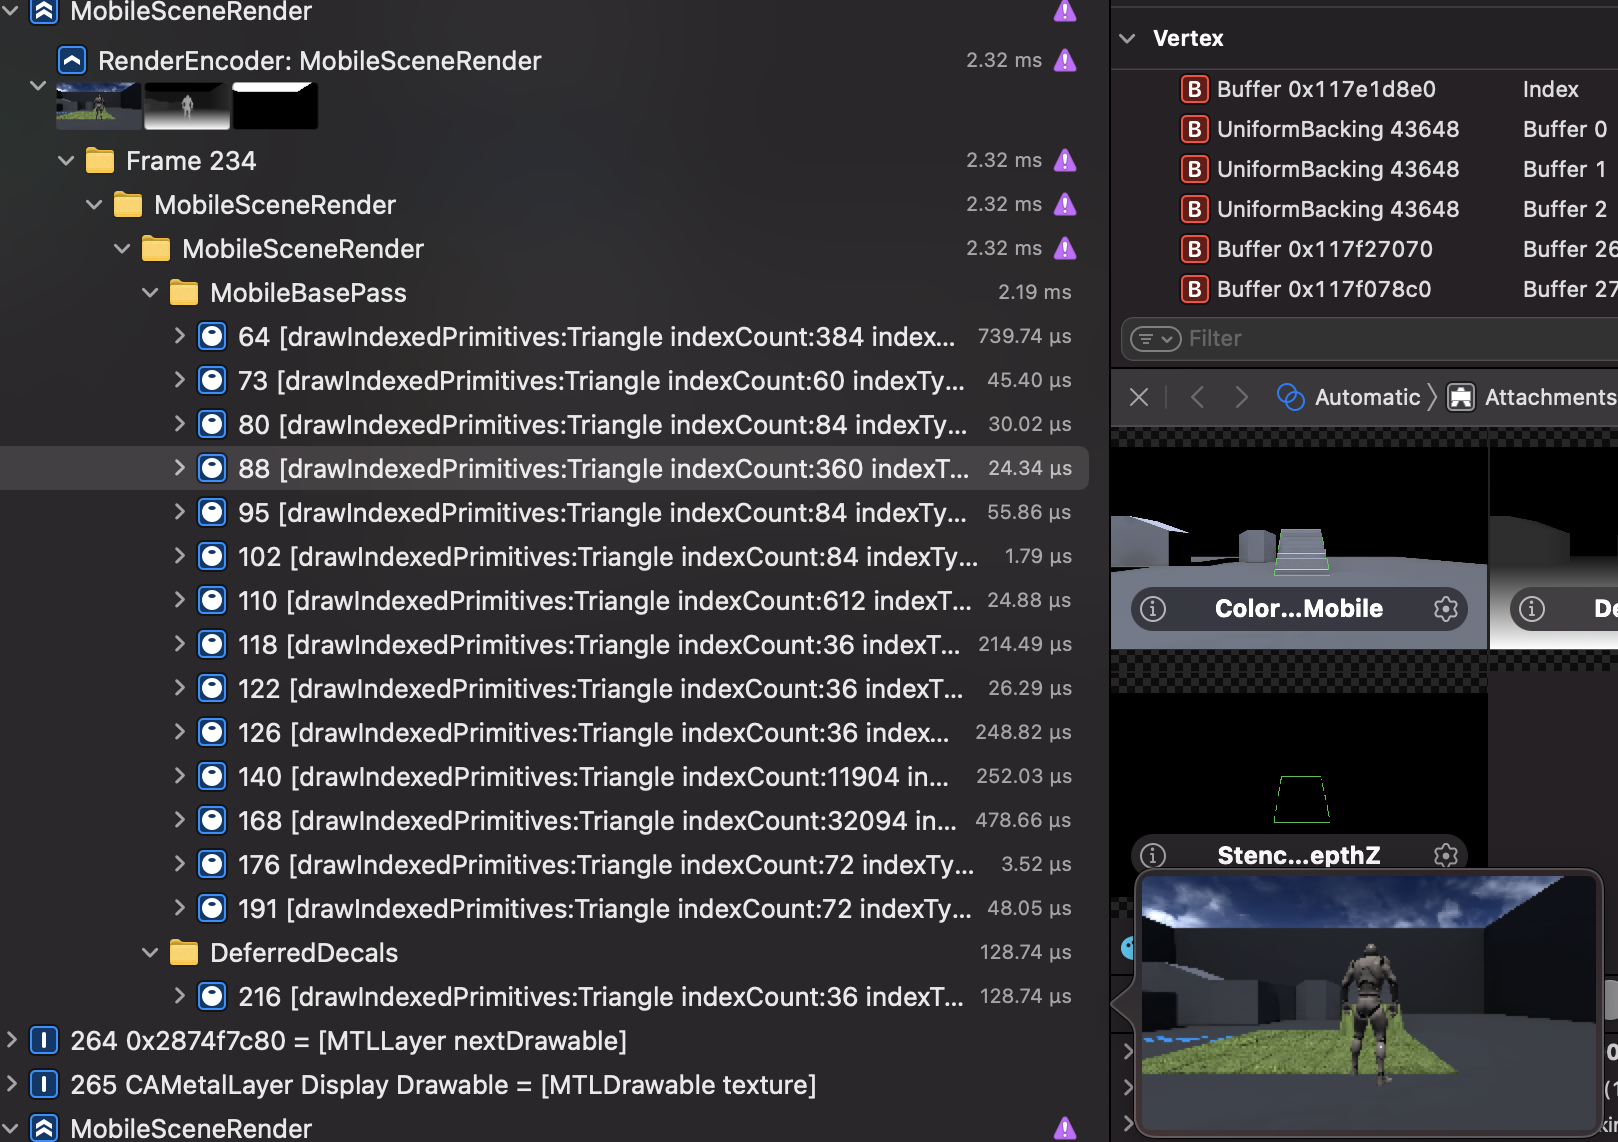 MobileSceneRender
RenderEncoder: MobileSceneRender 2.32 ms
Frame 234 2.32 ms
MobileSceneRender 2.32 ms
MobileSceneRender 2.32 ms
MobileBasePass 2.19 ms
64 [drawIndexedPrimitives:Triangle indexCount:384 index... 739.74 µs
73 [drawIndexedPrimitives:Triangle indexCount:60 indexTy... 45.40 µs
80 [drawIndexedPrimitives:Triangle indexCount:84 indexTy... 30.02 µs
88 [drawIndexedPrimitives:Triangle indexCount:360 indexT... 24.34 µs
95 [drawIndexedPrimitives:Triangle indexCount:84 indexTy... 55.86 µs
102 [drawIndexedPrimitives:Triangle indexCount:84 indexTy... 1.79 µs
110 [drawIndexedPrimitives:Triangle indexCount:612 indexT... 24.88 µs
118 [drawIndexedPrimitives:Triangle indexCount:36 indexT... 214.49 µs
122 [drawIndexedPrimitives:Triangle indexCount:36 indexT... 26.29 µs
126 [drawIndexedPrimitives:Triangle indexCount:36 index... 248.82 µs
140 [drawIndexedPrimitives:Triangle indexCount:11904 in... 252.03 µs
168 [drawIndexedPrimitives:Triangle indexCount:32094 in... 478.66 µs
176 [drawIndexedPrimitives:Triangle indexCount:72 indexTy... 3.52 µs
191 [drawIndexedPrimitives:Triangle indexCount:72 indexTy... 48.05 µs
DeferredDecals 128.74 µs
216 [drawIndexedPrimitives:Triangle indexCount:36 indexT... 128.74 µs
264 0x2874f7c80 = [MTLLayer nextDrawable]
265 CAMetalLayer Display Drawable = [MTLDrawable texture]
MobileSceneRender
Vertex
B Buffer 0x117e1d8e0 Index
B UniformBacking 43648 Buffer 0
B UniformBacking 43648 Buffer 1
B UniformBacking 43648 Buffer 2
B Buffer 0x117f27070 Buffer 26
B Buffer 0x117f078c0 Buffer 27
Filter
Automatic Attachments
Color...Mobile
De
Stenc...epthZ